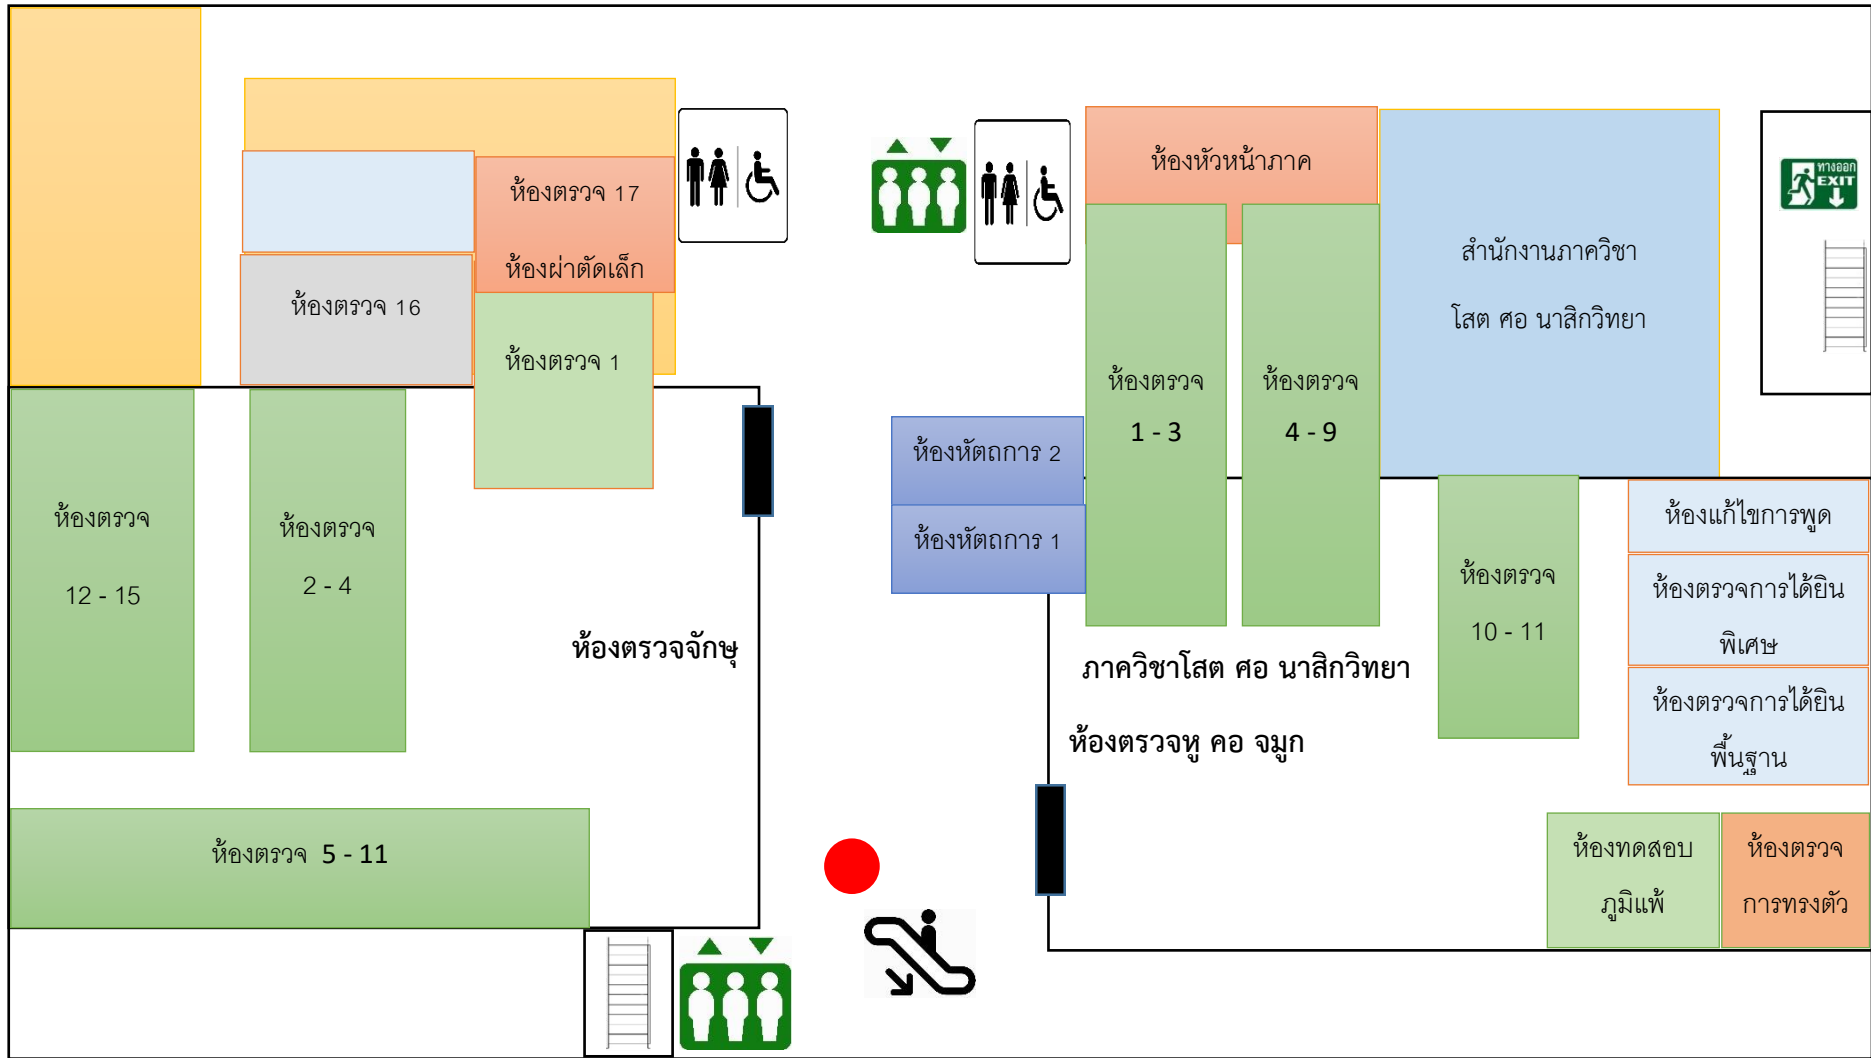 ห้องตรวจ 17
ห้องผ่าตัดเล็ก
ห้องตรวจ 16
ห้องตรวจ 1
ห้องตรวจ
12 - 15
ห้องตรวจ
2 - 4
ห้องตรวจจักษุ
ห้องตรวจ 5 - 11
ห้องหัวหน้าภาค
สำนักงานภาควิชา
โสต ศอ นาสิกวิทยา
ทางออก
EXIT
ห้องตรวจ
1 - 3
ห้องตรวจ
4 - 9
ห้องหัตถการ 2
ห้องหัตถการ 1
ห้องตรวจ
10 - 11
ห้องแก้ไขการพูด
ห้องตรวจการได้ยิน
พิเศษ
ห้องตรวจการได้ยิน
พื้นฐาน
ภาควิชาโสต ศอ นาสิกวิทยา
ห้องตรวจหู คอ จมูก
ห้องทดสอบ
ภูมิแพ้
ห้องตรวจ
การทรงตัว